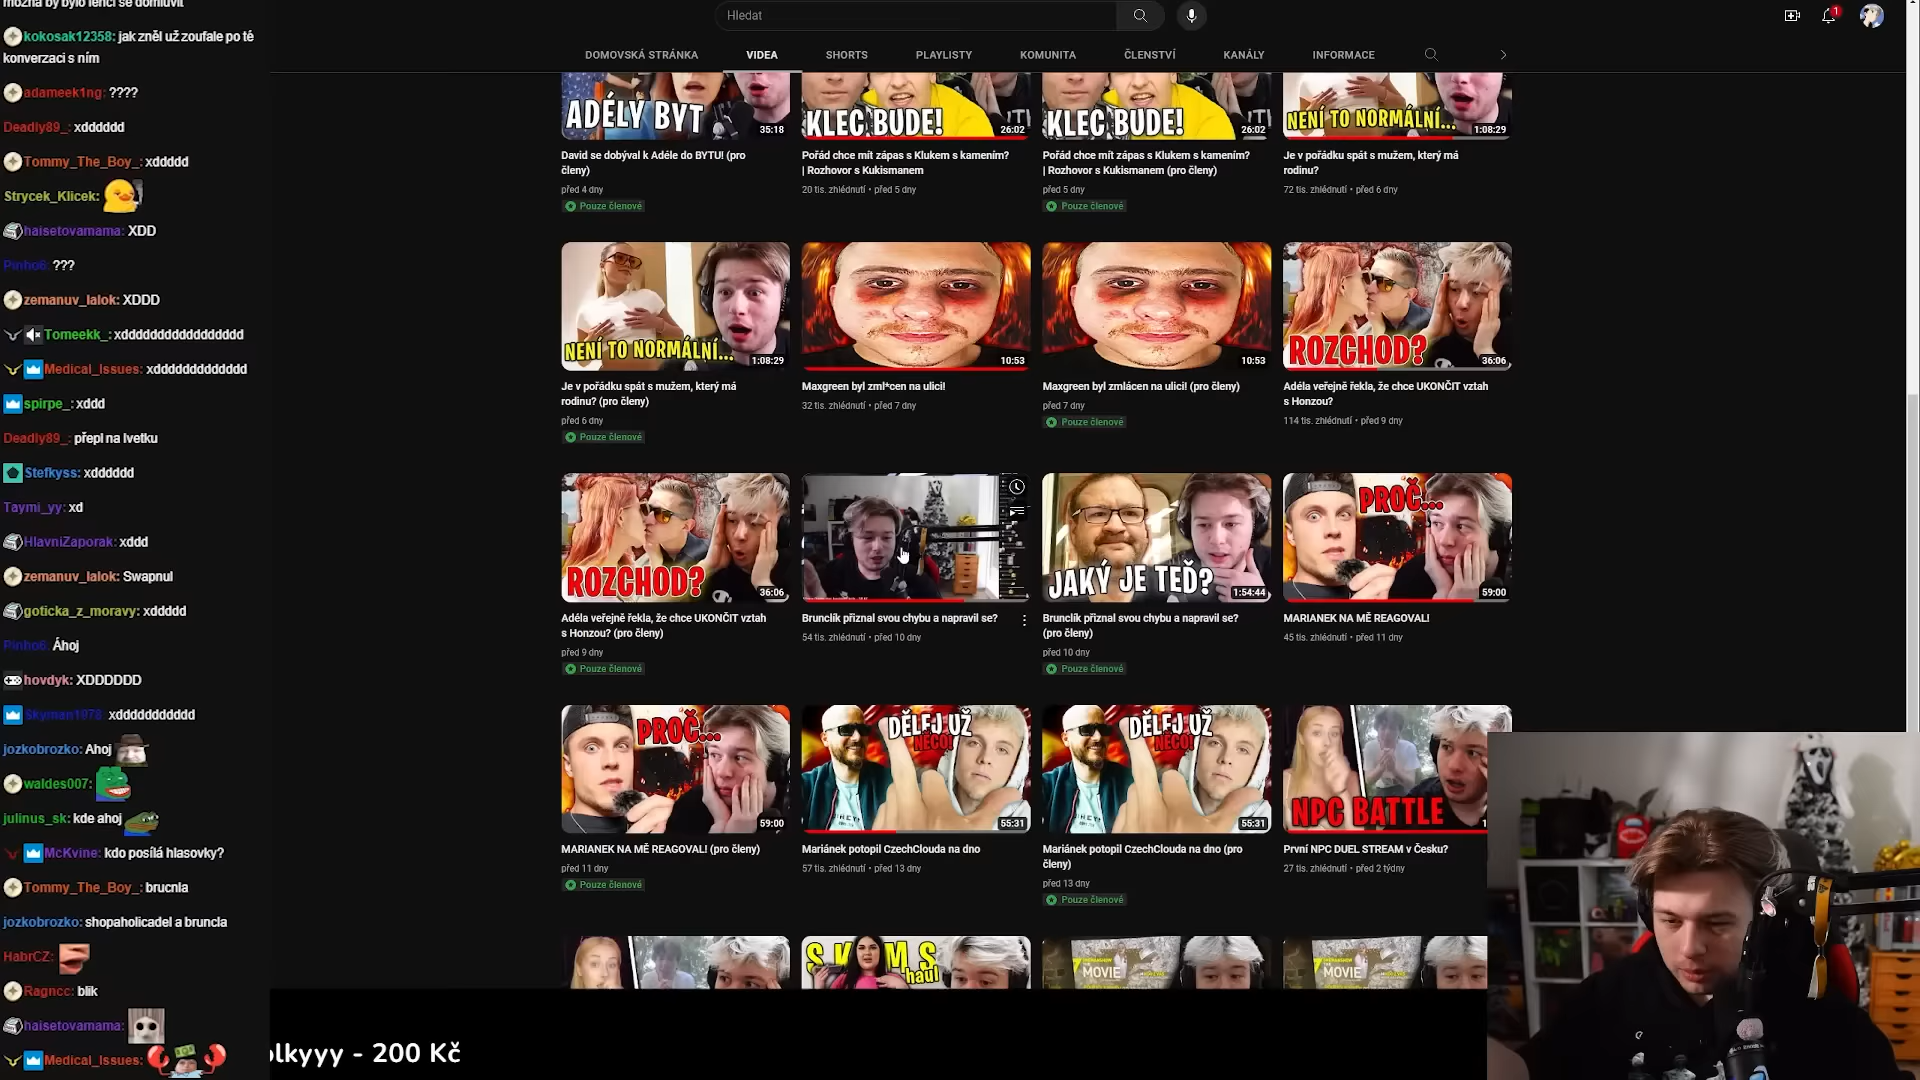 možná by bylo lenčí se domluvit
kokosak12358: jak zněl už zoufale po té
konverzaci s ním
adameek1ng: ????
Deadly89_: xdddddd
Tommy_The_Boy_: xddddd
Strycek_Klicek:
haisetovamama: XDD
Pinho6: ???
zemanuv_lalok: XDDD
Tomeekk_: xdddddddddddddddddd
Medical_Issues: xddddddddddddd
spirpe_: xddd
Deadly89_: přepl na Ivetku
Stefkyss: xdddddd
Taymi_yy: xd
HlavniZaporak: xddd
zemanuv_lalok: Swapnul
goticka_z_moravy: xddddd
Pinho6: Áhoj
hovdyk: XDDDDDD
Skyman1978: xddddddddddd
jozkobrozko: Ahoj
waldes007:
julinus_sk: kde ahoj
McKvine: kdo posílá hlasovky?
Tommy_The_Boy_: brucnla
jozkobrozko: shopaholicadel a bruncla
HabrCZ:
Ragncc: blik
haisetovamama:
Medical_Issues:
Hledat
1
DOMOVSKÁ STRÁNKA VIDEA SHORTS PLAYLISTY KOMUNITA ČLENSTVÍ KANÁLY INFORMACE
ADÉLY BYT
35:18
KLEC BUDE!
26:02
KLEC BUDE!
26:02
NENÍ TO NORMÁLNÍ...
1:08:29
David se dobýval k Adéle do BYTU! (pro
členy)
před 4 dny
Pouze členové
Pořád chce mít zápas s Klukem s kamením?
| Rozhovor s Kukismanem
20 tis. zhlédnutí • před 5 dny
Pořád chce mít zápas s Klukem s kamením?
| Rozhovor s Kukismanem (pro členy)
před 5 dny
Pouze členové
Je v pořádku spát s mužem, který má
rodinu?
72 tis. zhlédnutí • před 6 dny
NENÍ TO NORMÁLNÍ...
1:08:29
10:53
10:53
ROZCHOD?
36:06
Je v pořádku spát s mužem, který má
rodinu? (pro členy)
před 6 dny
Pouze členové
Maxgreen byl zml*cen na ulici!
32 tis. zhlédnutí • před 7 dny
Maxgreen byl zmlácen na ulici! (pro členy)
před 7 dny
Pouze členové
Adéla veřejně řekla, že chce UKONČIT vztah
s Honzou?
114 tis. zhlédnutí • před 9 dny
ROZCHOD?
36:06
JAKÝ JE TEĎ?
1:54:44
PROČ...
59:00
Adéla veřejně řekla, že chce UKONČIT vztah
s Honzou? (pro členy)
před 9 dny
Pouze členové
Brunclík přiznal svou chybu a napravil se?
54 tis. zhlédnutí • před 10 dny
Brunclík přiznal svou chybu a napravil se?
(pro členy)
před 10 dny
Pouze členové
MARIANEK NA MĚ REAGOVAL!
45 tis. zhlédnutí • před 11 dny
PROČ...
59:00
DĚLEJ UŽ
NĚCO!
55:31
DĚLEJ UŽ
NĚCO!
55:31
NPC BATTLE
MARIANEK NA MĚ REAGOVAL! (pro členy)
před 11 dny
Pouze členové
Mariánek potopil CzechClouda na dno
57 tis. zhlédnutí • před 13 dny
Mariánek potopil CzechClouda na dno (pro
členy)
před 13 dny
Pouze členové
První NPC DUEL STREAM v Česku?
27 tis. zhlédnutí • před 2 týdny
haul
MOVIE
MOVIE
olkyyy - 200 Kč